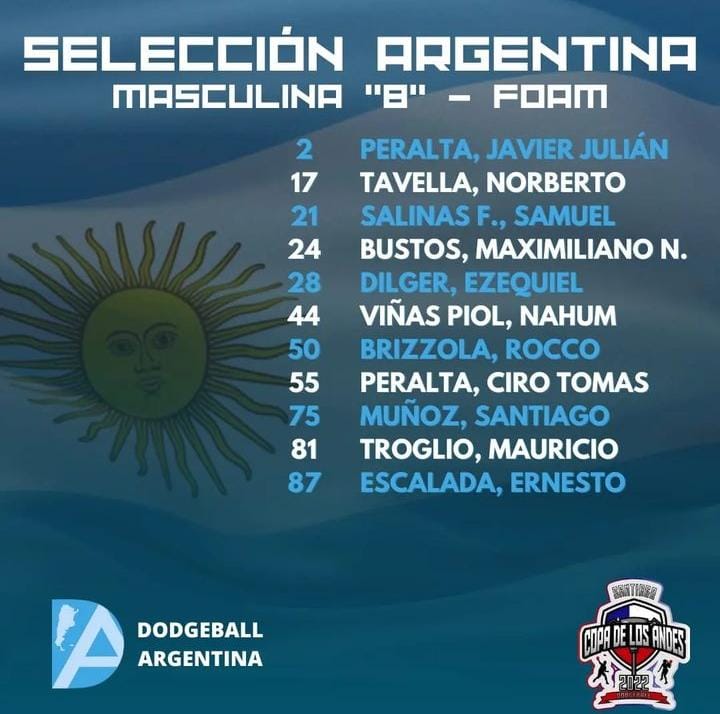 SELECCIÓN ARGENTINA
MASCULINA "B" - FOAM
2 PERALTA, JAVIER JULIÁN
17 TAVELLA, NORBERTO
21 SALINAS F., SAMUEL
24 BUSTOS, MAXIMILIANO N.
28 DILGER, EZEQUIEL
44 VIÑAS PIOL, NAHUM
50 BRIZZOLA, ROCCO
55 PERALTA, CIRO TOMAS
75 MUÑOZ, SANTIAGO
81 TROGLIO, MAURICIO
87 ESCALADA, ERNESTO
DODGEBALL
ARGENTINA
SANTIAGO
COPA DE LOS ANDES
2022
DODGEBALL